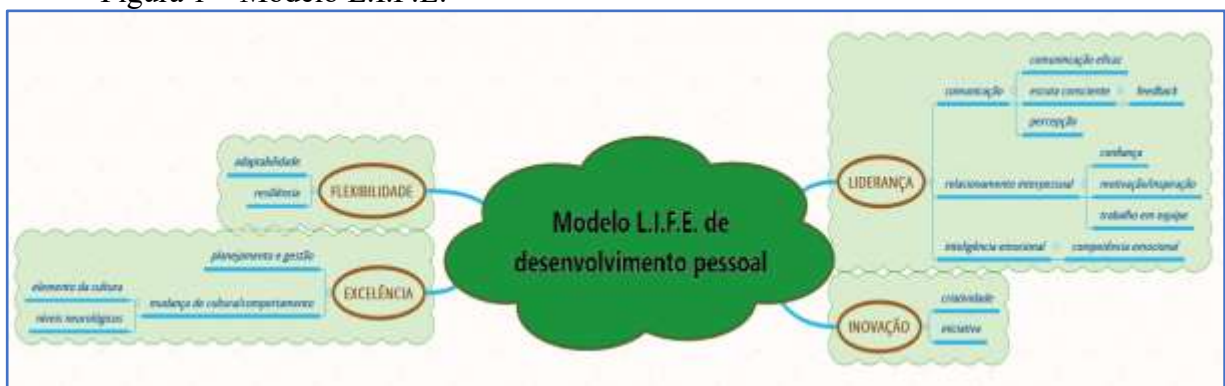 Figura 1 – Modelo L.I.F.E.
Modelo L.I.F.E. de
desenvolvimento pessoal
LIDERANÇA
comunicação
comunicação eficaz
escuta consciente
feedback
percepção
relacionamento interpessoal
confiança
motivação/inspiração
trabalho em equipe
inteligência emocional
competência emocional
INOVAÇÃO
criatividade
iniciativa
FLEXIBILIDADE
adaptabilidade
resiliência
EXCELÊNCIA
planejamento e gestão
mudança de cultura/comportamento
elemento da cultura
níveis neurológicos